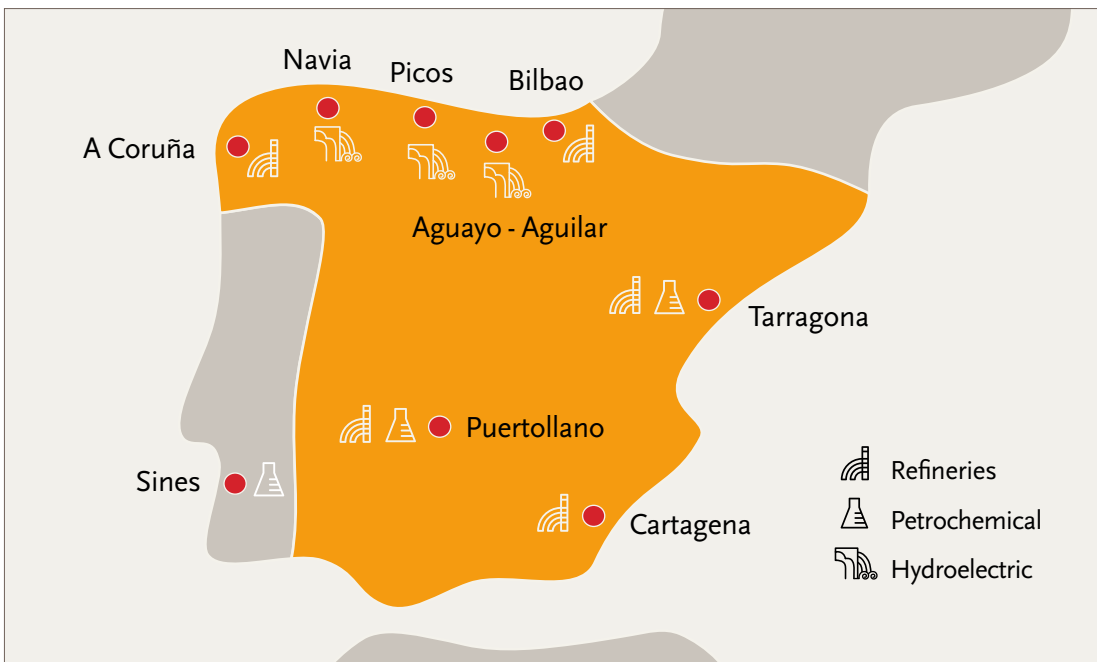 Navia
Picos
Bilbao
A Coruña
Aguayo - Aguilar
Tarragona
Puertollano
Sines
Cartagena
Refineries
Petrochemical
Hydroelectric